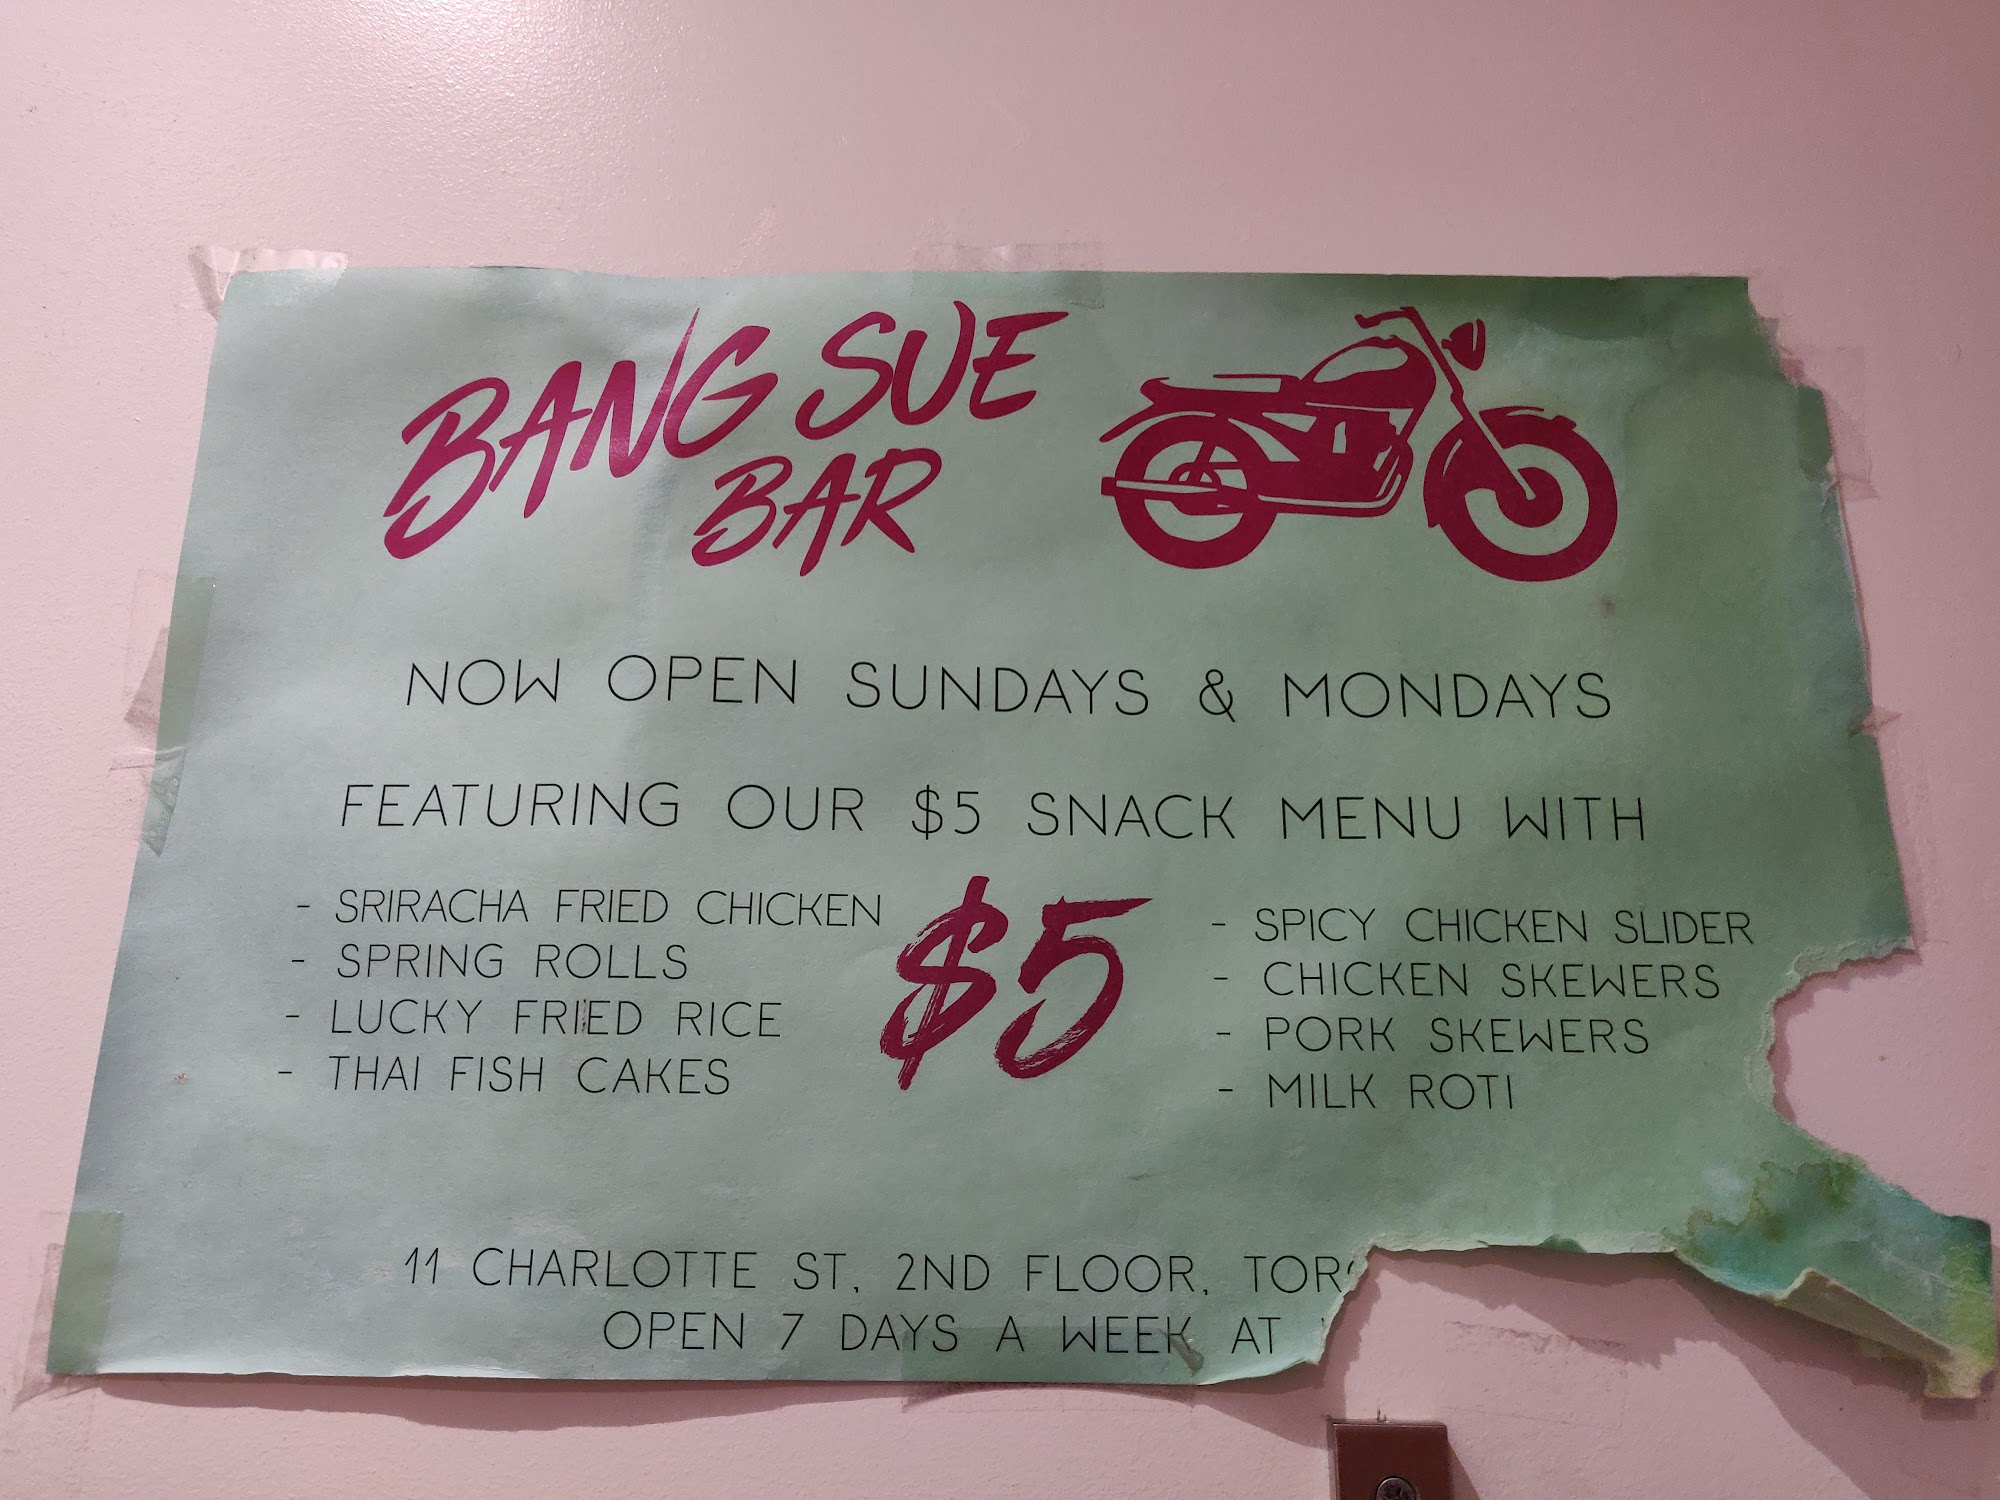 BANG SUE
BAR
NOW OPEN SUNDAYS & MONDAYS
FEATURING OUR $5 SNACK MENU WITH
- SRIRACHA FRIED CHICKEN
- SPRING ROLLS
- LUCKY FRIED RICE
- THAI FISH CAKES
$5
- SPICY CHICKEN SLIDER
- CHICKEN SKEWERS
- PORK SKEWERS
- MILK ROTI
11 CHARLOTTE ST, 2ND FLOOR,
OPEN 7 DAYS A WEEK AT